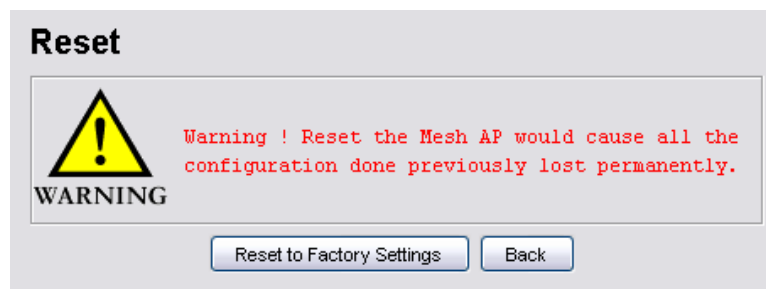 Reset
Warning ! Reset the Mesh AP would cause all the
configuration done previously lost permanently.
WARNING
Reset to Factory Settings
Back